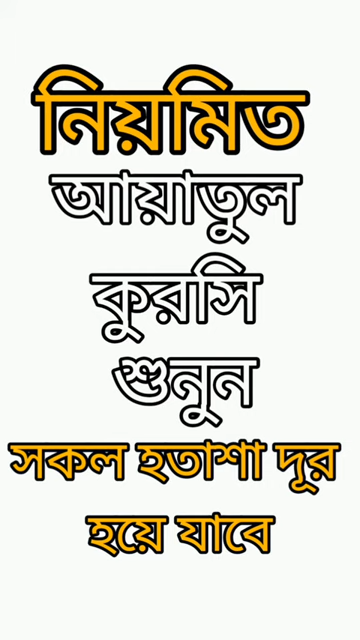 নিয়মিত
আয়াতুল
কুরসি
শুনুন
সকল হতাশা দূর
হয়ে যাবে